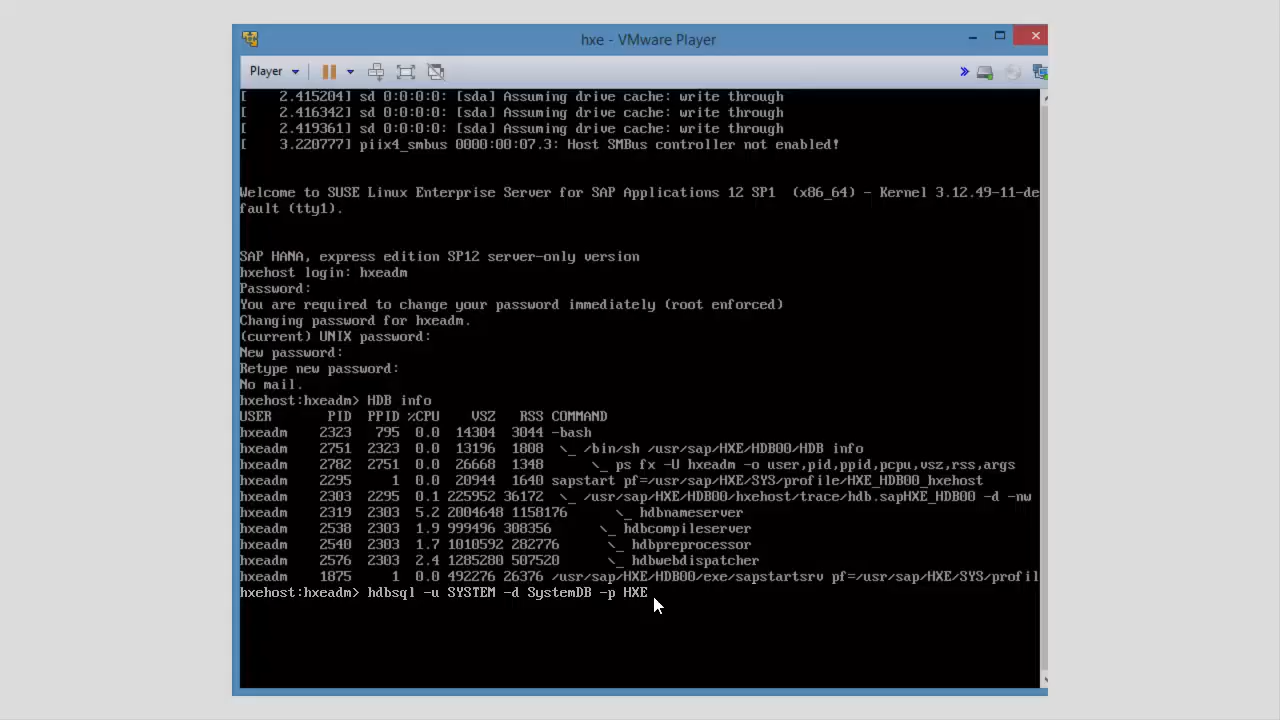 hxe - VMware Player
Player
[    2.415204] sd 0:0:0:0: [sda] Assuming drive cache: write through
[    2.416342] sd 0:0:0:0: [sda] Assuming drive cache: write through
[    2.419361] sd 0:0:0:0: [sda] Assuming drive cache: write through
[    3.220777] piix4_smbus 0000:00:07.3: Host SMBus controller not enabled!
Welcome to SUSE Linux Enterprise Server for SAP Applications 12 SP1  (x86_64) - Kernel 3.12.49-11-de
fault (tty1).
SAP HANA, express edition SP12 server-only version
hxehost login: hxeadm
Password:
You are required to change your password immediately (root enforced)
Changing password for hxeadm.
(current) UNIX password:
New password:
Retype new password:
No mail.
hxehost:hxeadm> HDB info
USER       PID  PPID %CPU    VSZ   RSS COMMAND
hxeadm    2323   795  0.0  14304  3044 -bash
hxeadm    2751  2323  0.0  13196  1808  \_ /bin/sh /usr/sap/HXE/HDB00/HDB info
hxeadm    2782  2751  0.0  26668  1348      \_ ps fx -U hxeadm -o user,pid,ppid,pcpu,vsz,rss,args
hxeadm    2295     1  0.0  20944  1640 sapstart pf=/usr/sap/HXE/SYS/profile/HXE_HDB00_hxehost
hxeadm    2303  2295  0.1 225952 36172  \_ /usr/sap/HXE/HDB00/hxehost/trace/hdb.sapHXE_HDB00 -d -nw
hxeadm    2319  2303  5.2 2004648 1158176      \_ hdbnameserver
hxeadm    2538  2303  1.9 999496 308356      \_ hdbcompileserver
hxeadm    2540  2303  1.7 1010592 282776      \_ hdbpreprocessor
hxeadm    2576  2303  2.4 1285280 507520      \_ hdbwebdispatcher
hxeadm    1875     1  0.0 492276 26376 /usr/sap/HXE/HDB00/exe/sapstartsrv pf=/usr/sap/HXE/SYS/profil
hxehost:hxeadm> hdbsql -u SYSTEM -d SystemDB -p HXE